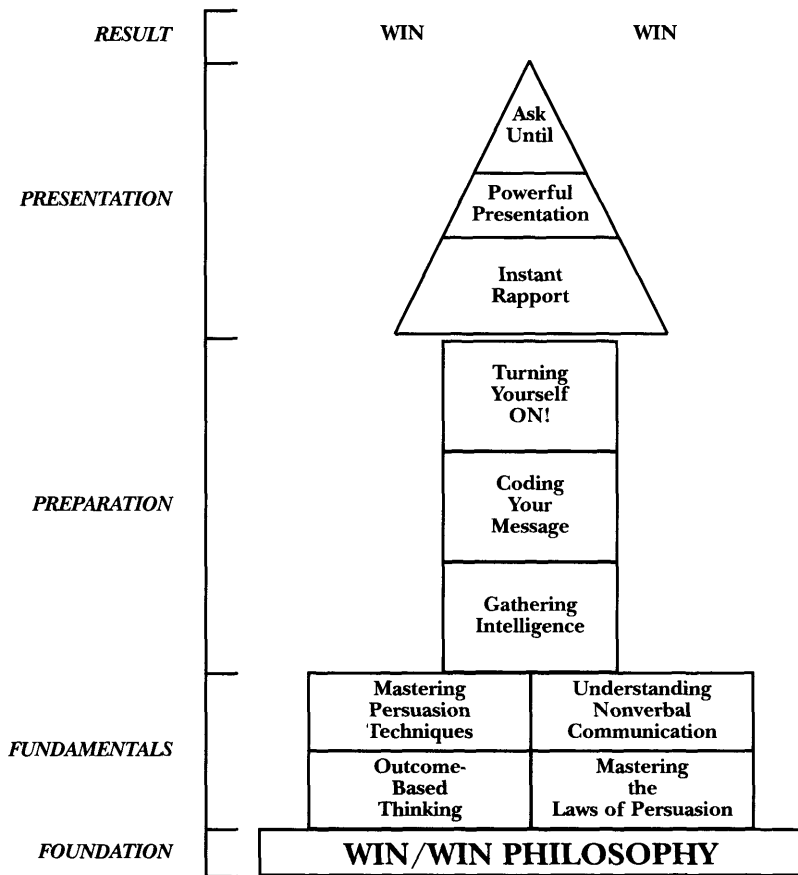 RESULT
WIN WIN
PRESENTATION
Ask
Until
Powerful
Presentation
Instant
Rapport
PREPARATION
Turning
Yourself
ON!
Coding
Your
Message
Gathering
Intelligence
FUNDAMENTALS
Mastering
Persuasion
Techniques
Understanding
Nonverbal
Communication
Outcome-
Based
Thinking
Mastering
the
Laws of Persuasion
FOUNDATION
WIN/WIN PHILOSOPHY